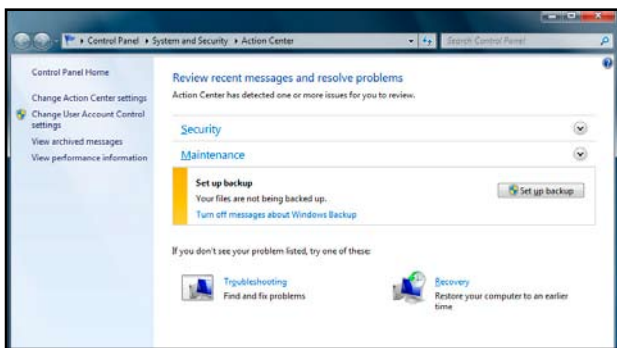 Control Panel ▸ System and Security ▸ Action Center
Search Control Panel
Control Panel Home
Change Action Center settings
Change User Account Control
settings
View archived messages
View performance information
Review recent messages and resolve problems
Action Center has detected one or more issues for you to review.
Security
Maintenance
Set up backup
Your files are not being backed up.
Turn off messages about Windows Backup
Set up backup
If you don't see your problem listed, try one of these:
Troubleshooting
Find and fix problems
Recovery
Restore your computer to an earlier
time